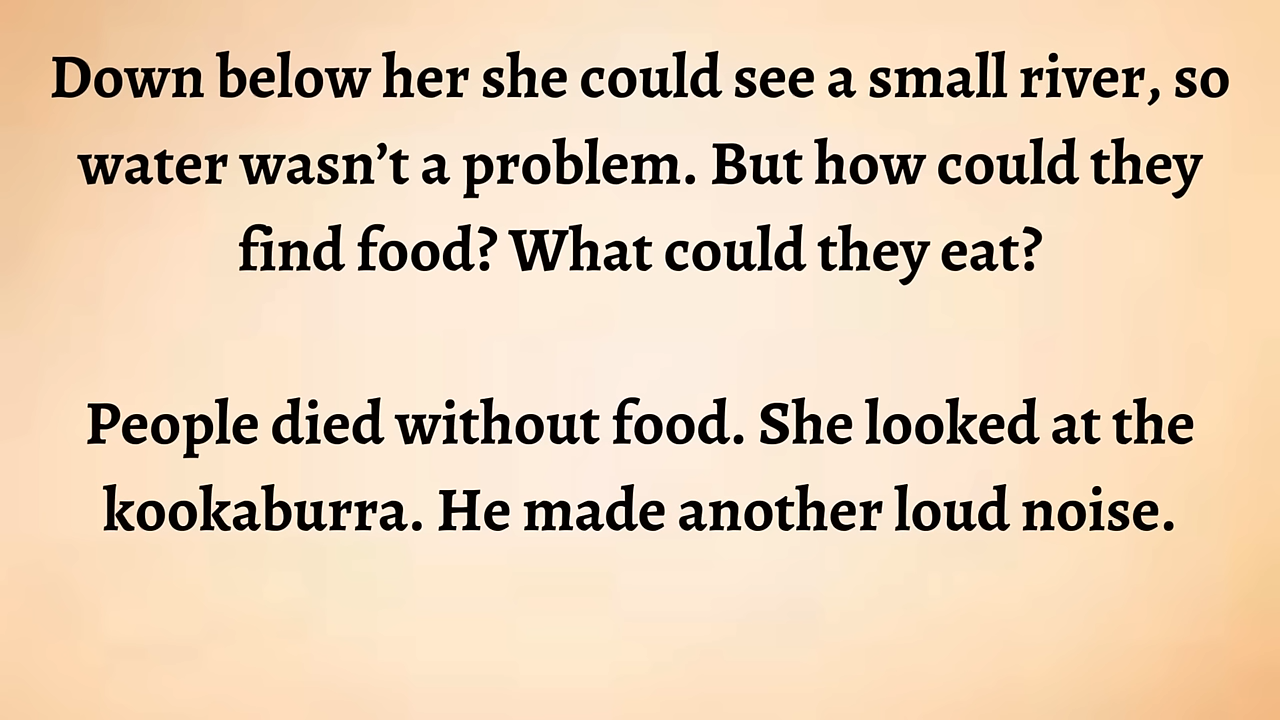 Down below her she could see a small river, so
water wasn’t a problem. But how could they
find food? What could they eat?
People died without food. She looked at the
kookaburra. He made another loud noise.